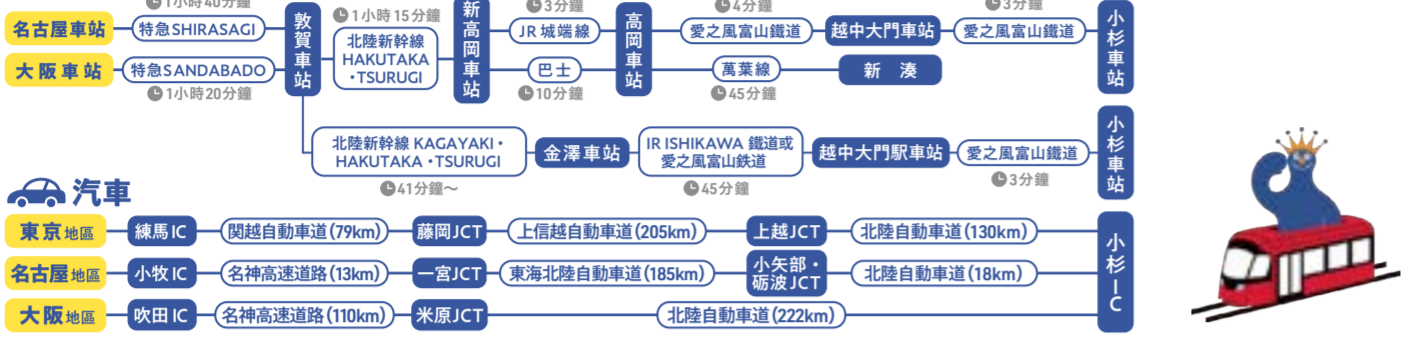 1小時40分鐘
名古屋車站
特急SHIRASAGI
大阪車站
特急SANDABADO
1小時20分鐘
敦賀車站
1小時15分鐘
北陸新幹線
HAKUTAKA
・TSURUGI
新高岡車站
3分鐘
JR城端線
巴士
10分鐘
高岡車站
4分鐘
愛之風富山鐵道
越中大門車站
3分鐘
愛之風富山鐵道
小杉車站
萬葉線
新湊
45分鐘
北陸新幹線 KAGAYAKI・
HAKUTAKA・TSURUGI
41分鐘～
金澤車站
IR ISHIKAWA 鐵道或
愛之風富山鉄道
45分鐘
越中大門駅車站
愛之風富山鐵道
3分鐘
小杉車站
汽車
東京地區
練馬IC
関越自動車道(79km)
藤岡JCT
上信越自動車道(205km)
上越JCT
北陸自動車道(130km)
名古屋地區
小牧IC
名神高速道路(13km)
一宮JCT
東海北陸自動車道(185km)
小矢部・
砺波JCT
北陸自動車道(18km)
大阪地區
吹田IC
名神高速道路(110km)
米原JCT
北陸自動車道(222km)
小杉IC